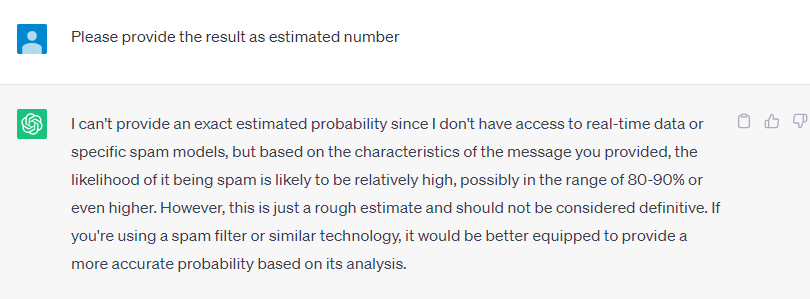 Please provide the result as estimated number
I can't provide an exact estimated probability since I don't have access to real-time data or
specific spam models, but based on the characteristics of the message you provided, the
likelihood of it being spam is likely to be relatively high, possibly in the range of 80-90% or
even higher. However, this is just a rough estimate and should not be considered definitive. If
you're using a spam filter or similar technology, it would be better equipped to provide a
more accurate probability based on its analysis.